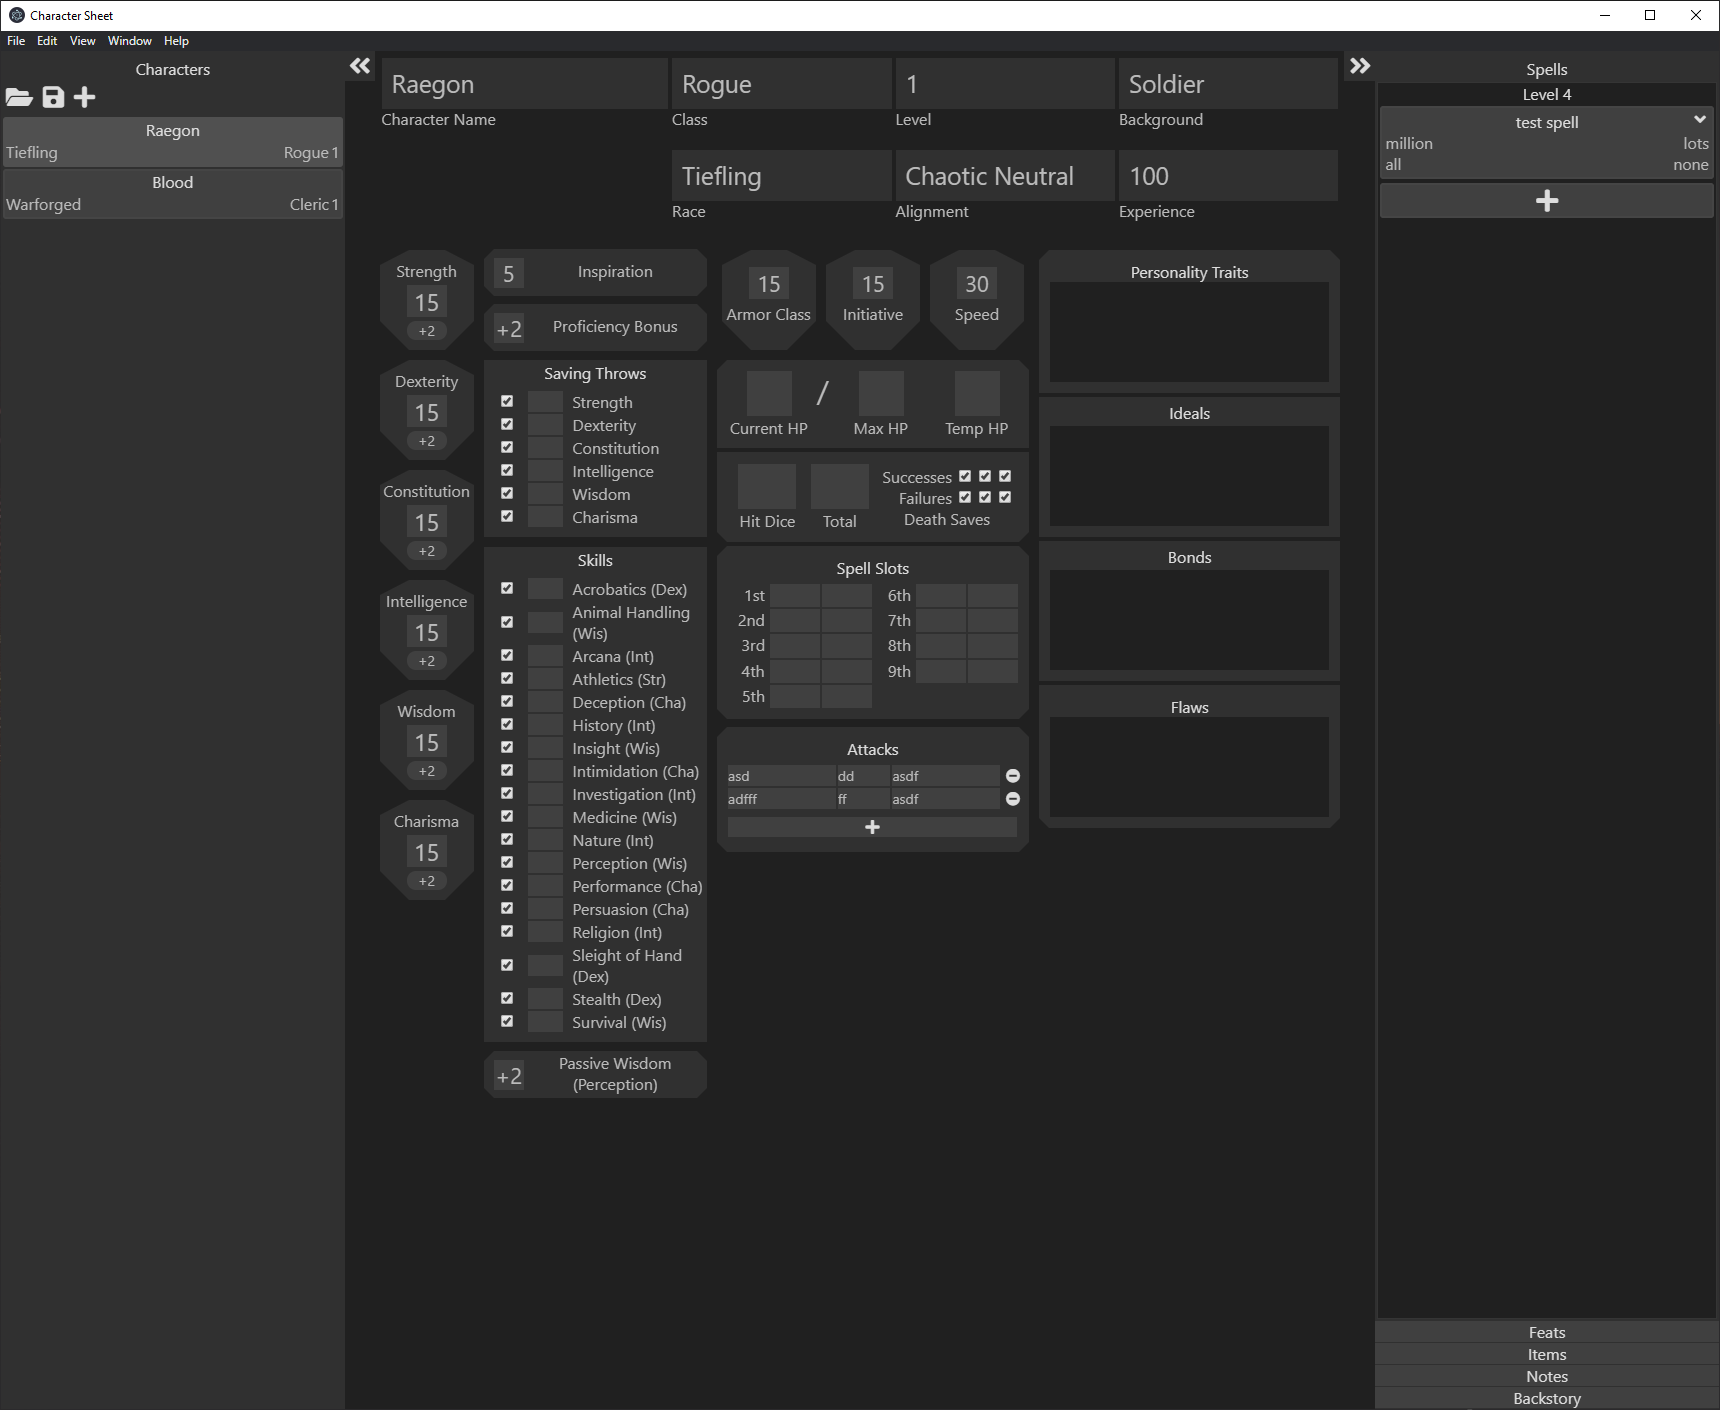 Character Sheet
File Edit View Window Help
Characters
Raegon
Tiefling Rogue 1
Blood
Warforged Cleric 1
Raegon Rogue 1 Soldier
Character Name Class Level Background
Tiefling Chaotic Neutral 100
Race Alignment Experience
Strength
15
+2
Dexterity
15
+2
Constitution
15
+2
Intelligence
15
+2
Wisdom
15
+2
Charisma
15
+2
5 Inspiration
+2 Proficiency Bonus
Saving Throws
Strength
Dexterity
Constitution
Intelligence
Wisdom
Charisma
Skills
Acrobatics (Dex)
Animal Handling
(Wis)
Arcana (Int)
Athletics (Str)
Deception (Cha)
History (Int)
Insight (Wis)
Intimidation (Cha)
Investigation (Int)
Medicine (Wis)
Nature (Int)
Perception (Wis)
Performance (Cha)
Persuasion (Cha)
Religion (Int)
Sleight of Hand
(Dex)
Stealth (Dex)
Survival (Wis)
+2 Passive Wisdom
(Perception)
15 15 30
Armor Class Initiative Speed
/
Current HP Max HP Temp HP
Successes
Failures
Hit Dice Total Death Saves
Spell Slots
1st 6th
2nd 7th
3rd 8th
4th 9th
5th
Attacks
asd dd asdf
adfff ff asdf
Personality Traits
Ideals
Bonds
Flaws
Spells
Level 4
test spell
million lots
all none
Feats
Items
Notes
Backstory